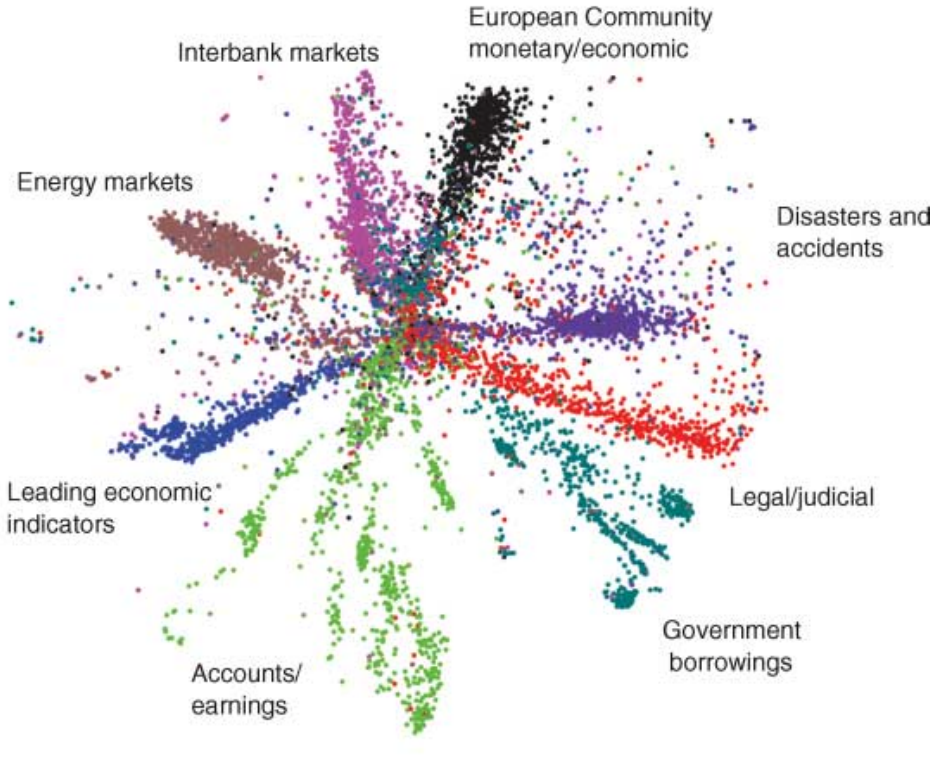 European Community
monetary/economic
Interbank markets
Energy markets
Disasters and
accidents
Leading economic
indicators
Legal/judicial
Government
borrowings
Accounts/
earnings